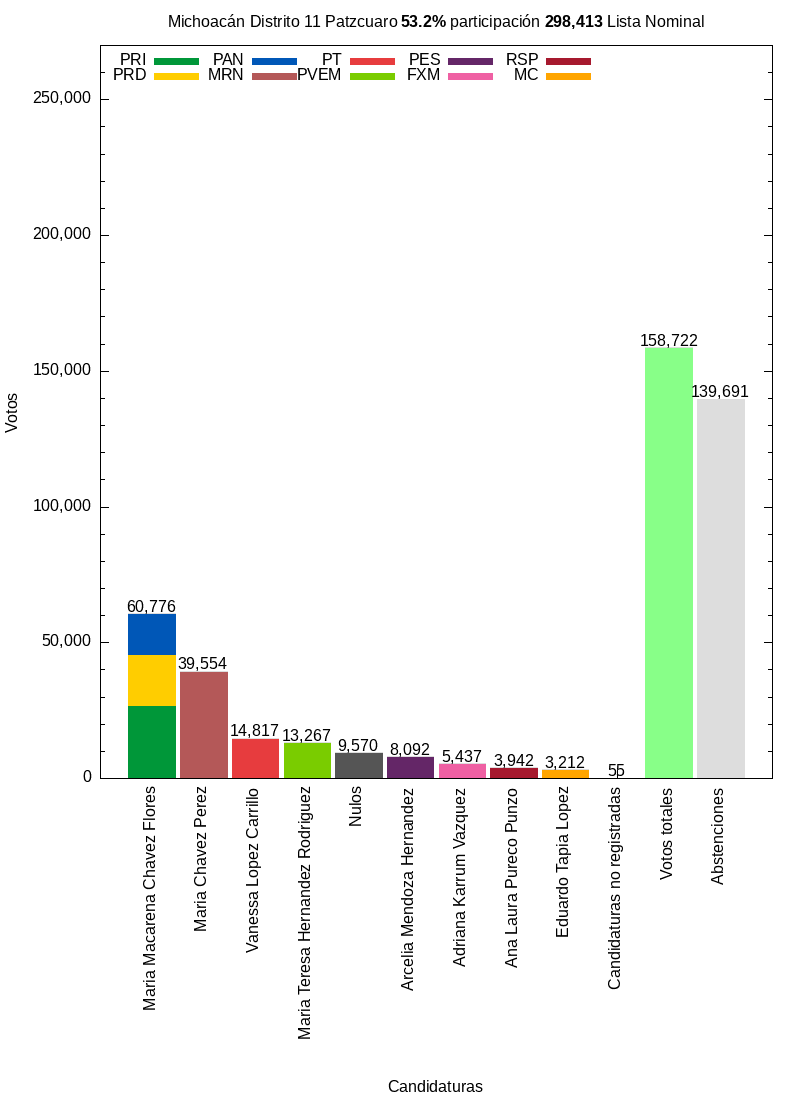 Michoacán Distrito 11 Patzcuaro 53.2% participación 298,413 Lista Nominal
PRI PAN PT PES RSP
PRD MRN PVEM FXM MC
250,000
200,000
150,000
100,000
50,000
0
Votos
60,776
39,554
14,817
13,267
9,570
8,092
5,437
3,942
3,212
55
158,722
139,691
Maria Macarena Chavez Flores
Maria Chavez Perez
Vanessa Lopez Carrillo
Maria Teresa Hernandez Rodriguez
Nulos
Arcelia Mendoza Hernandez
Adriana Karrum Vazquez
Ana Laura Pureco Punzo
Eduardo Tapia Lopez
Candidaturas no registradas
Votos totales
Abstenciones
Candidaturas